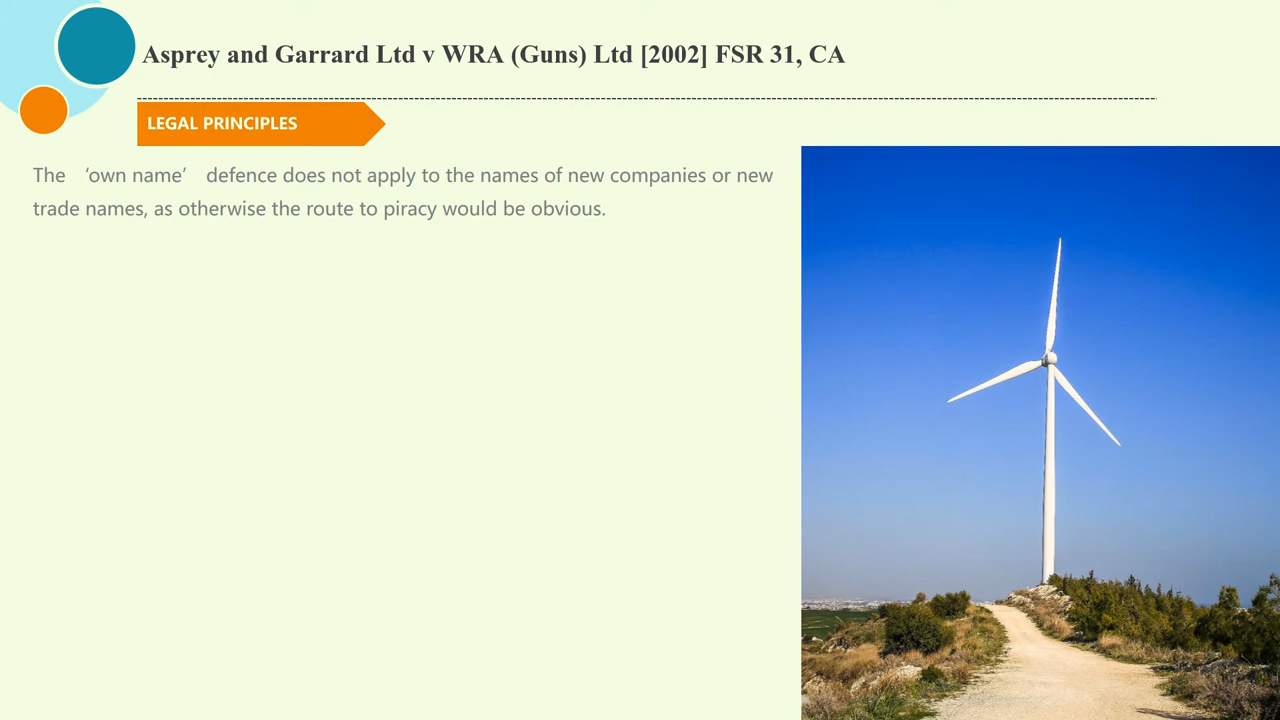 Asprey and Garrard Ltd v WRA (Guns) Ltd [2002] FSR 31, CA
LEGAL PRINCIPLES
The ‘own name’ defence does not apply to the names of new companies or new
trade names, as otherwise the route to piracy would be obvious.